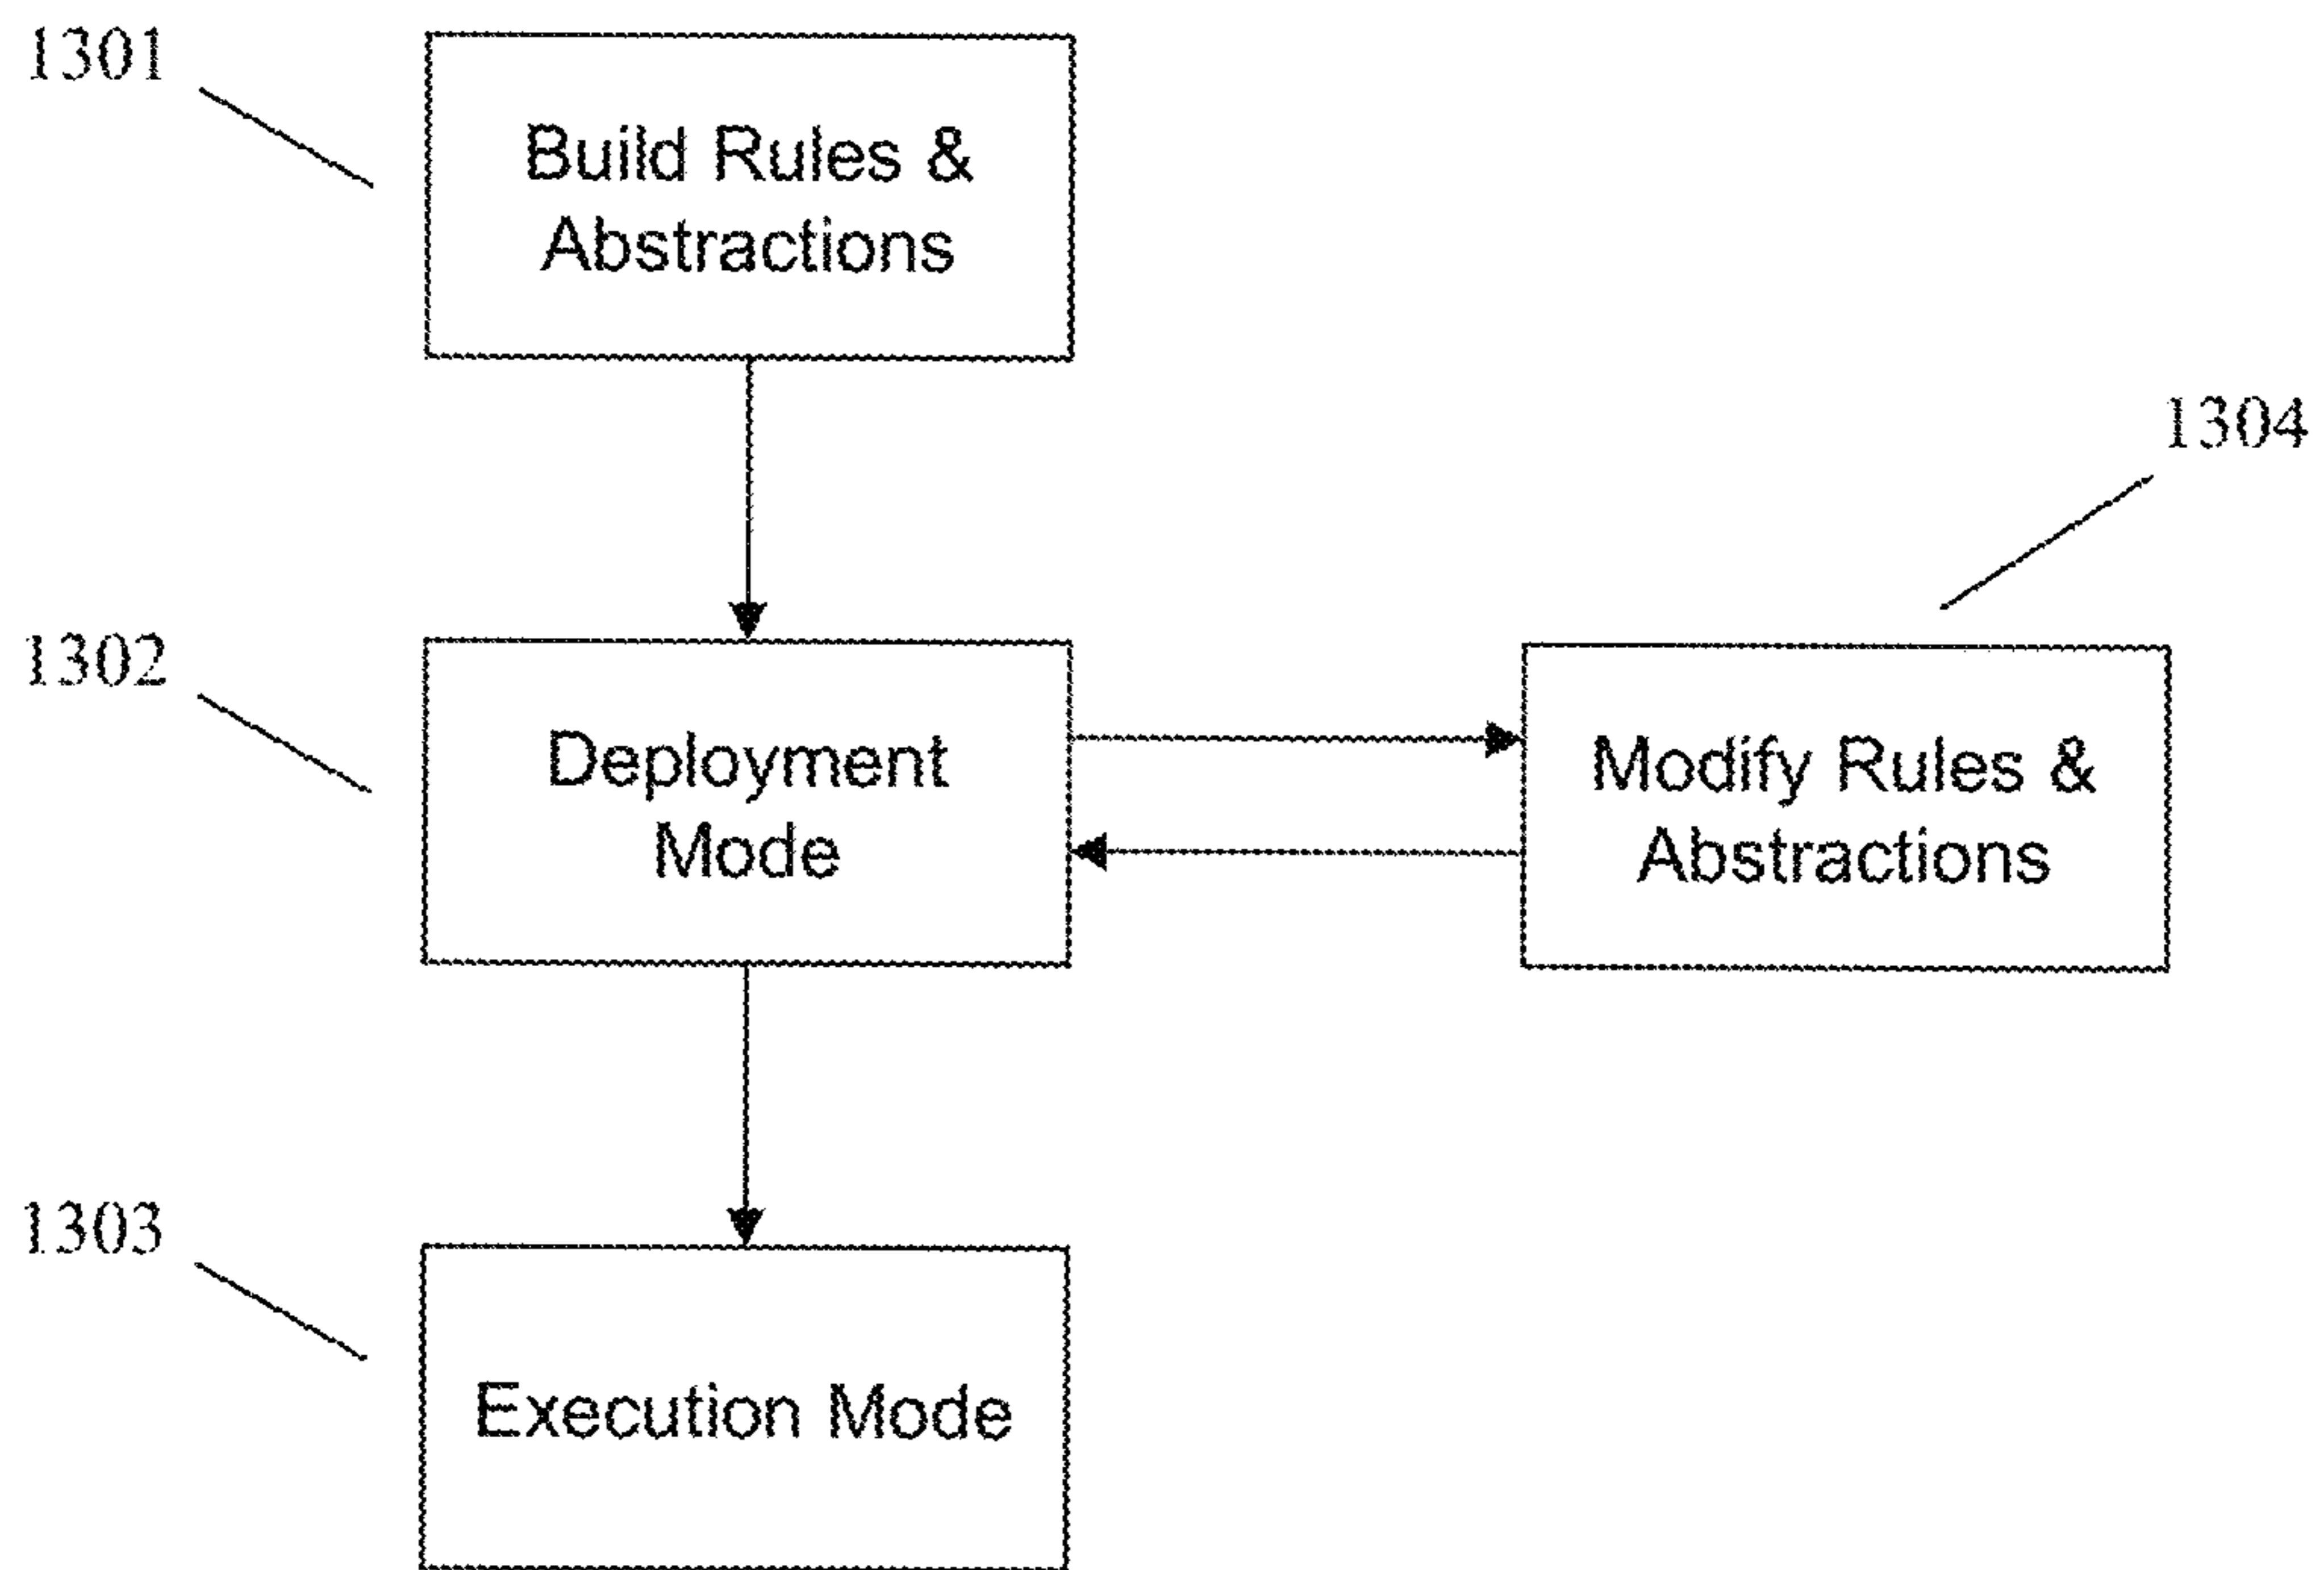 1301
Build Rules &
Abstractions
1304
1302
Deployment
Mode
Modify Rules &
Abstractions
1303
Execution Mode